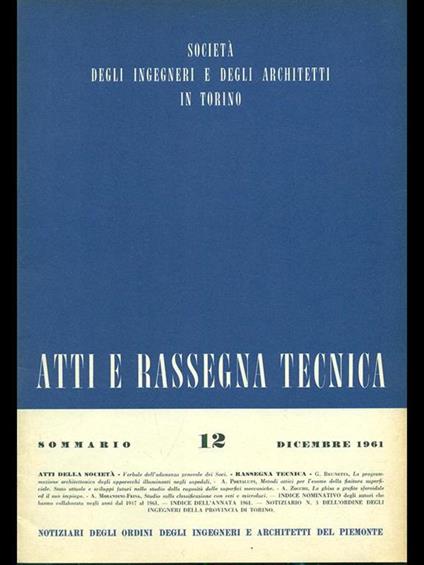 SOCIETÀ
DEGLI INGEGNERI E DEGLI ARCHITETTI
IN TORINO
ATTI E RASSEGNA TECNICA
SOMMARIO 12 DICEMBRE 1961
ATTI DELLA SOCIETÀ - Verbale dell'adunanza generale dei Soci. - RASSEGNA TECNICA - G. BRUNETTA, La program-
mazione architettonica degli apparecchi illuminanti negli ospedali. - A. PORTALUPI, Metodi ottici per l'esame della finitura superfi-
ciale. Stato attuale e sviluppi futuri nello studio della rugosità delle superfici meccaniche. - A. ZOCCHI, La ghisa a grafite sferoidale
ed il suo impiego. - A. MORANDINI-FRISA, Studio sulla classificazione con reti e microluci. — INDICE NOMINATIVO degli autori che
hanno collaborato negli anni dal 1947 al 1961. — INDICE DELL'ANNATA 1961. — NOTIZIARIO N. 3 DELL'ORDINE DEGLI
INGEGNERI DELLA PROVINCIA DI TORINO.
NOTIZIARI DEGLI ORDINI DEGLI INGEGNERI E ARCHITETTI DEL PIEMONTE